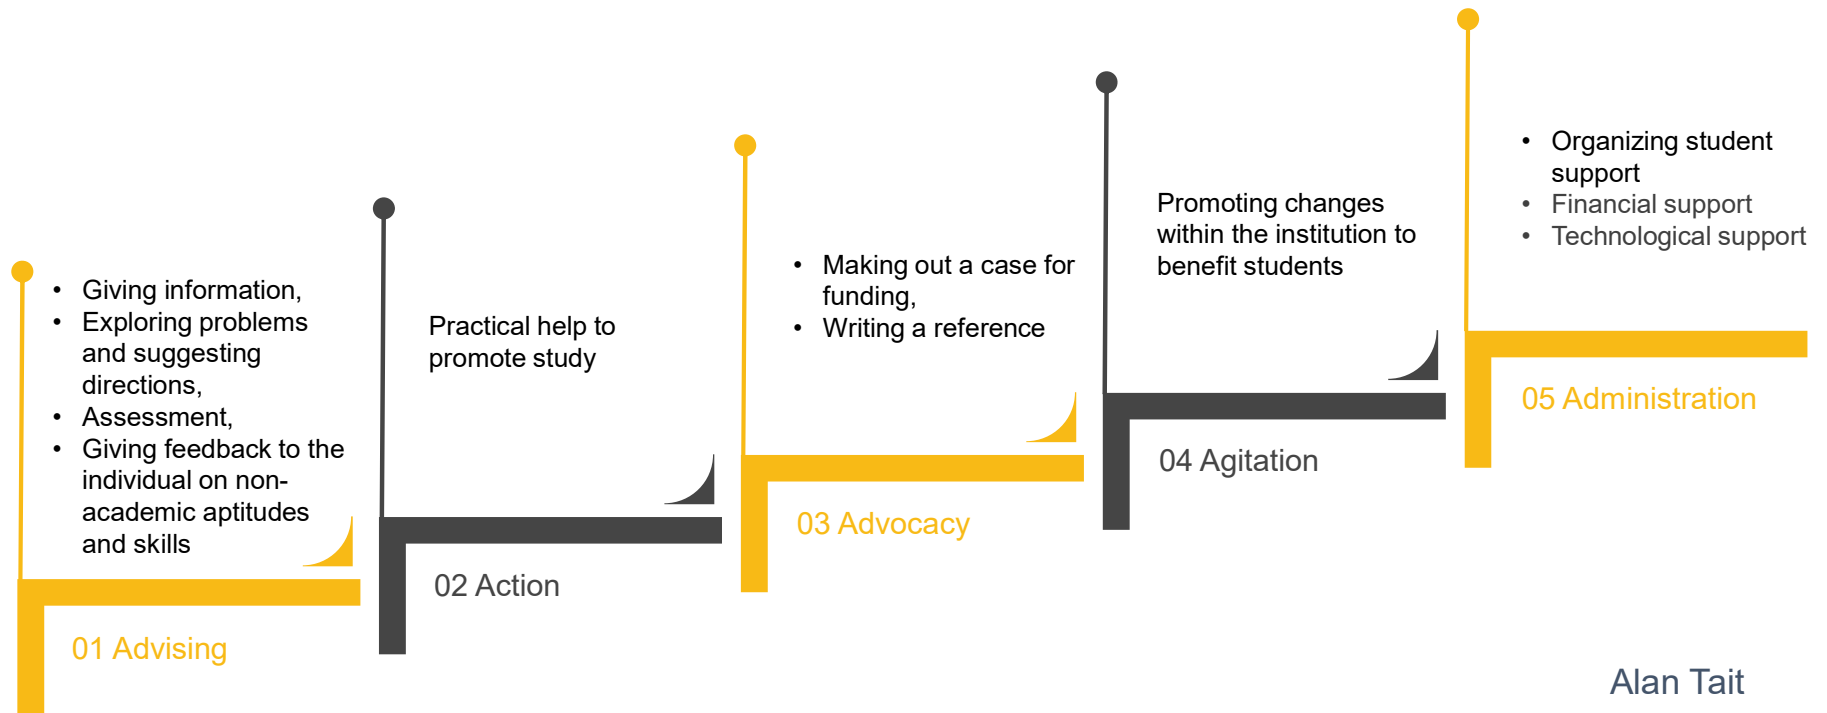 • Giving information,
• Exploring problems
and suggesting
directions,
• Assessment,
• Giving feedback to the
individual on non-
academic aptitudes
and skills
01 Advising
Practical help to
promote study
02 Action
• Making out a case for
funding,
• Writing a reference
03 Advocacy
Promoting changes
within the institution to
benefit students
04 Agitation
• Organizing student
support
• Financial support
• Technological support
05 Administration
Alan Tait